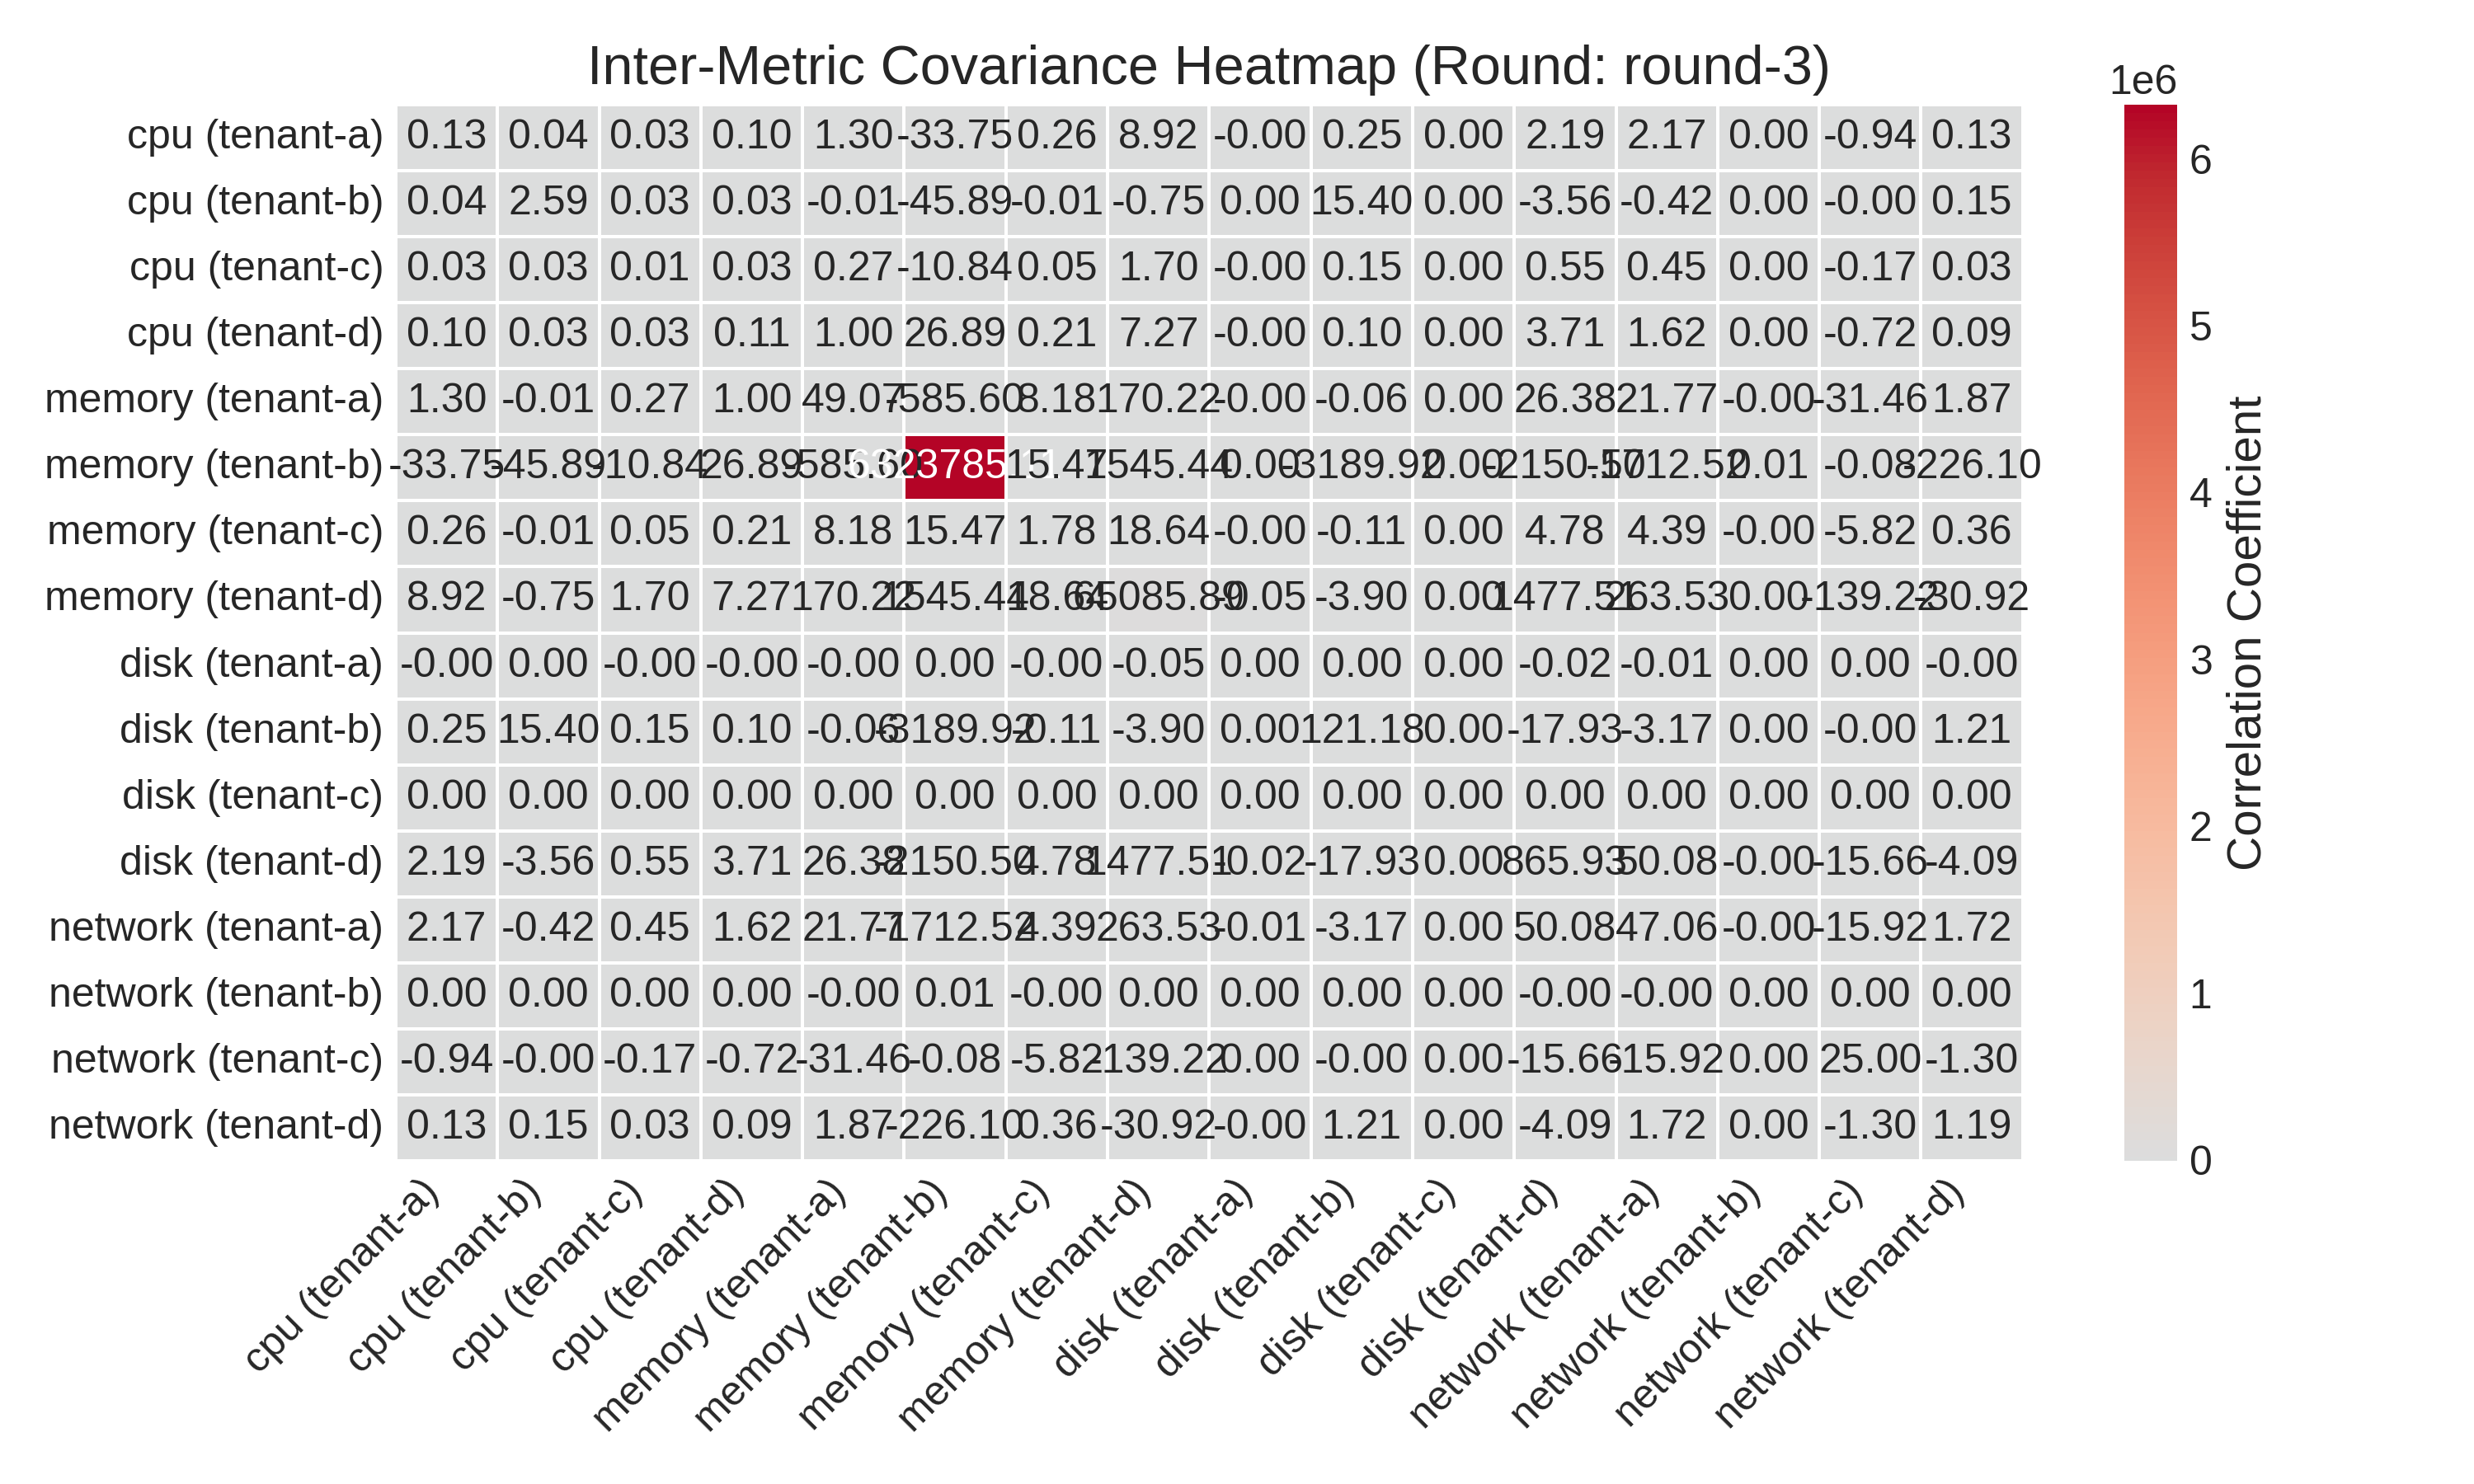 Inter-Metric Covariance Heatmap (Round: round-3)
1e6
cpu (tenant-a) 0.13 0.04 0.03 0.10 1.30 -33.75 0.26 8.92 -0.00 0.25 0.00 2.19 2.17 0.00 -0.94 0.13
cpu (tenant-b) 0.04 2.59 0.03 0.03 -0.01 -45.89 -0.01 -0.75 0.00 15.40 0.00 -3.56 -0.42 0.00 -0.00 0.15
cpu (tenant-c) 0.03 0.03 0.01 0.03 0.27 -10.84 0.05 1.70 -0.00 0.15 0.00 0.55 0.45 0.00 -0.17 0.03
cpu (tenant-d) 0.10 0.03 0.03 0.11 1.00 26.89 0.21 7.27 -0.00 0.10 0.00 3.71 1.62 0.00 -0.72 0.09
memory (tenant-a) 1.30 -0.01 0.27 1.00 49.07 -585.60 8.18 170.22 -0.00 -0.06 0.00 26.38 21.77 -0.00 -31.46 1.87
memory (tenant-b) -33.75 -45.89 -10.84 26.89 -585.60 15.47 1545.44 0.00 -3189.92 0.00 -2150.50 -1712.52 0.01 -0.08 -226.10
memory (tenant-c) 0.26 -0.01 0.05 0.21 8.18 15.47 1.78 18.64 -0.00 -0.11 0.00 4.78 4.39 -0.00 -5.82 0.36
memory (tenant-d) 8.92 -0.75 1.70 7.27 170.22 1545.44 18.64 65085.89 -0.05 -3.90 0.00 1477.51 263.53 0.00 -139.22 -30.92
disk (tenant-a) -0.00 0.00 -0.00 -0.00 -0.00 0.00 -0.00 -0.05 0.00 0.00 0.00 -0.02 -0.01 0.00 0.00 -0.00
disk (tenant-b) 0.25 15.40 0.15 0.10 -0.06 -3189.92 -0.11 -3.90 0.00 121.18 0.00 -17.93 -3.17 0.00 -0.00 1.21
disk (tenant-c) 0.00 0.00 0.00 0.00 0.00 0.00 0.00 0.00 0.00 0.00 0.00 0.00 0.00 0.00 0.00 0.00
disk (tenant-d) 2.19 -3.56 0.55 3.71 26.38 -2150.50 4.78 1477.51 -0.02 -17.93 0.00 865.93 50.08 -0.00 -15.66 -4.09
network (tenant-a) 2.17 -0.42 0.45 1.62 21.77 -1712.52 4.39 263.53 -0.01 -3.17 0.00 50.08 47.06 -0.00 -15.92 1.72
network (tenant-b) 0.00 0.00 0.00 0.00 -0.00 0.01 -0.00 0.00 0.00 0.00 0.00 -0.00 -0.00 0.00 0.00 0.00
network (tenant-c) -0.94 -0.00 -0.17 -0.72 -31.46 -0.08 -5.82 -139.22 0.00 -0.00 0.00 -15.66 -15.92 0.00 25.00 -1.30
network (tenant-d) 0.13 0.15 0.03 0.09 1.87 -226.10 0.36 -30.92 -0.00 1.21 0.00 -4.09 1.72 0.00 -1.30 1.19
cpu (tenant-a)
cpu (tenant-b)
cpu (tenant-c)
cpu (tenant-d)
memory (tenant-a)
memory (tenant-b)
memory (tenant-c)
memory (tenant-d)
disk (tenant-a)
disk (tenant-b)
disk (tenant-c)
disk (tenant-d)
network (tenant-a)
network (tenant-b)
network (tenant-c)
network (tenant-d)
6
5
4
3
2
1
0
Correlation Coefficient